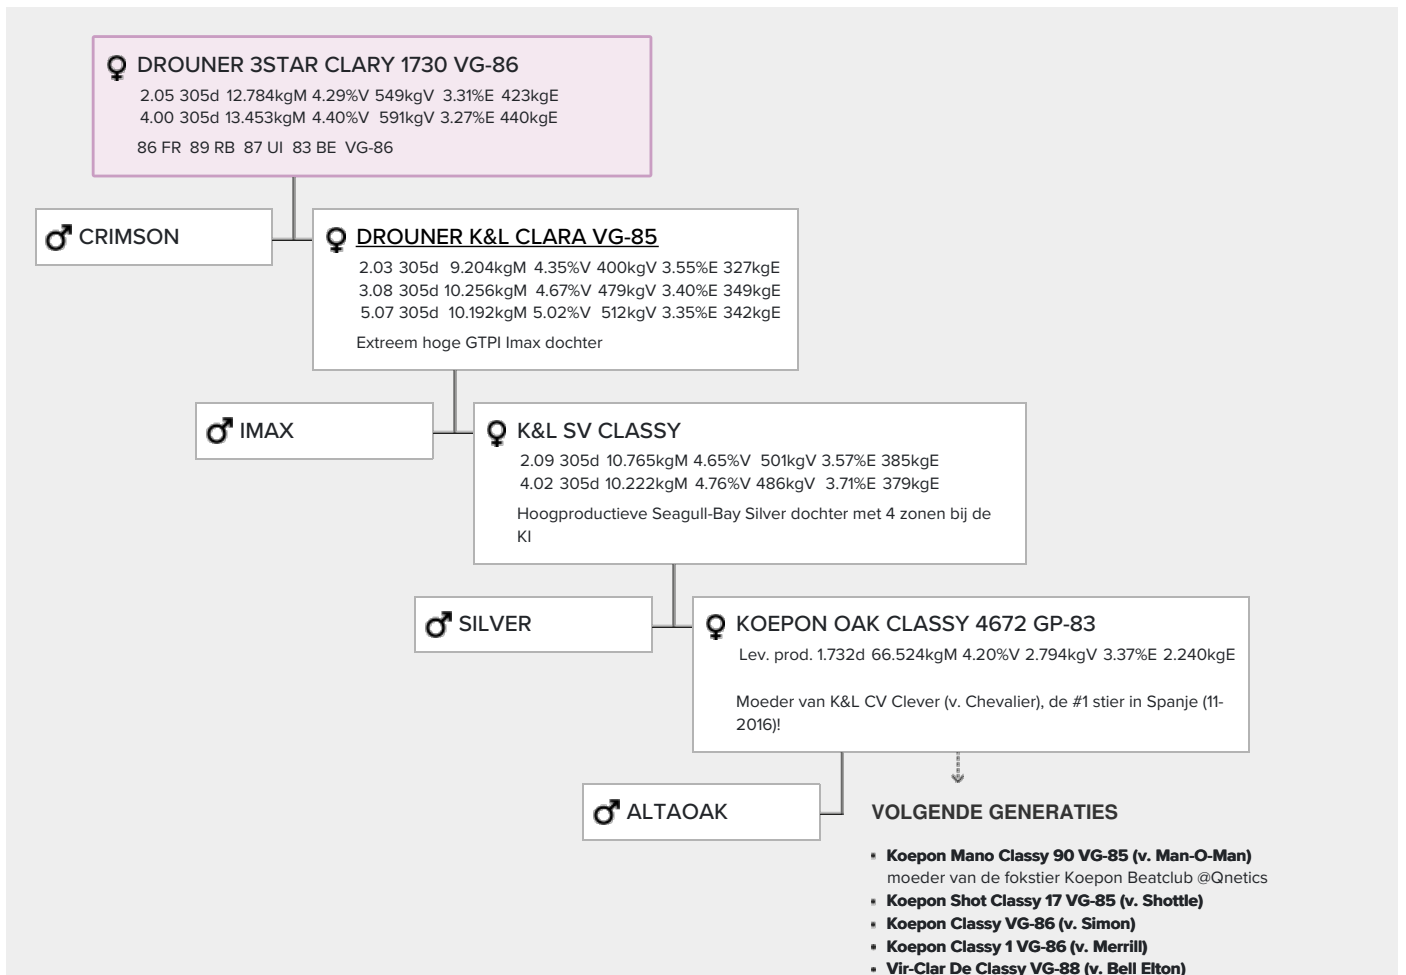 DROUNER 3STAR CLARY 1730 VG-86
2.05 305d 12.784kgM 4.29%V 549kgV 3.31%E 423kgE
4.00 305d 13.453kgM 4.40%V 591kgV 3.27%E 440kgE
86 FR 89 RB 87 UI 83 BE VG-86
CRIMSON
DROUNER K&L CLARA VG-85
2.03 305d 9.204kgM 4.35%V 400kgV 3.55%E 327kgE
3.08 305d 10.256kgM 4.67%V 479kgV 3.40%E 349kgE
5.07 305d 10.192kgM 5.02%V 512kgV 3.35%E 342kgE
Extreem hoge GTPI Imax dochter
IMAX
K&L SV CLASSY
2.09 305d 10.765kgM 4.65%V 501kgV 3.57%E 385kgE
4.02 305d 10.222kgM 4.76%V 486kgV 3.71%E 379kgE
Hoogproductieve Seagull-Bay Silver dochter met 4 zonen bij de
KI
SILVER
KOEPON OAK CLASSY 4672 GP-83
Lev. prod. 1.732d 66.524kgM 4.20%V 2.794kgV 3.37%E 2.240kgE
Moeder van K&L CV Clever (v. Chevalier), de #1 stier in Spanje (11-
2016)!
ALTAOAK
VOLGENDE GENERATIES
Koepon Mano Classy 90 VG-85 (v. Man-O-Man)
moeder van de fokstier Koepon Beatclub @Qnetics
Koepon Shot Classy 17 VG-85 (v. Shottle)
Koepon Classy VG-86 (v. Simon)
Koepon Classy 1 VG-86 (v. Merrill)
Vir-Clar De Classy VG-88 (v. Bell Elton)